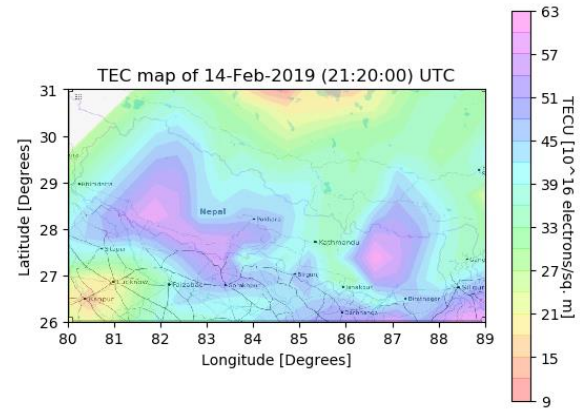 TEC map of 14-Feb-2019 (21:20:00) UTC
63
57
51
45
39
33
27
21
15
9
TECU [10^16 electrons/sq. m]
31
30
29
28
27
26
Latitude [Degrees]
80 81 82 83 84 85 86 87 88 89
Longitude [Degrees]
Nepal
Pokhara
Kathmandu
Lucknow
Faizabad
Kanpur
Birganj
Biratnagar